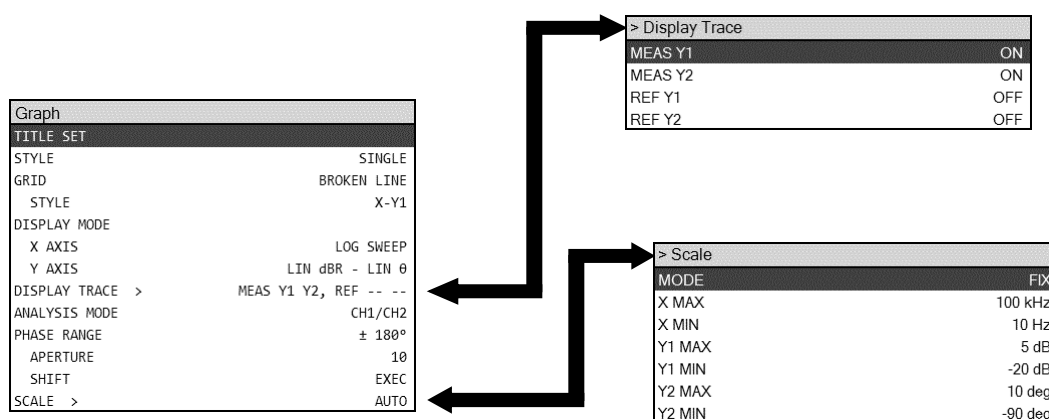 Graph
TITLE SET
STYLE SINGLE
GRID BROKEN LINE
STYLE X-Y1
DISPLAY MODE
X AXIS LOG SWEEP
Y AXIS LIN dBR - LIN θ
DISPLAY TRACE > MEAS Y1 Y2, REF -- --
ANALYSIS MODE CH1/CH2
PHASE RANGE ± 180º
APERTURE 10
SHIFT EXEC
SCALE > AUTO
> Display Trace
MEAS Y1 ON
MEAS Y2 ON
REF Y1 OFF
REF Y2 OFF
> Scale
MODE FIX
X MAX 100 kHz
X MIN 10 Hz
Y1 MAX 5 dB
Y1 MIN -20 dB
Y2 MAX 10 deg
Y2 MIN -90 deg